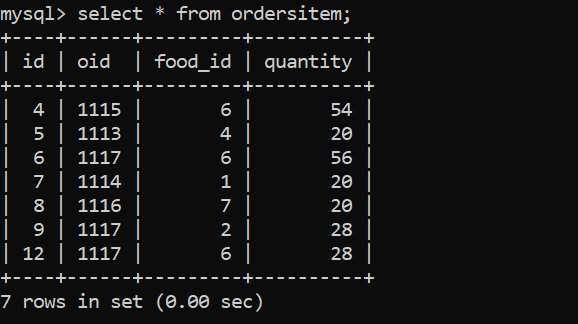 mysql> select * from ordersitem;
+----+------+---------+----------+
| id | oid  | food_id | quantity |
+----+------+---------+----------+
|  4 | 1115 |       6 |       54 |
|  5 | 1113 |       4 |       20 |
|  6 | 1117 |       6 |       56 |
|  7 | 1114 |       1 |       20 |
|  8 | 1116 |       7 |       20 |
|  9 | 1117 |       2 |       28 |
| 12 | 1117 |       6 |       28 |
+----+------+---------+----------+
7 rows in set (0.00 sec)